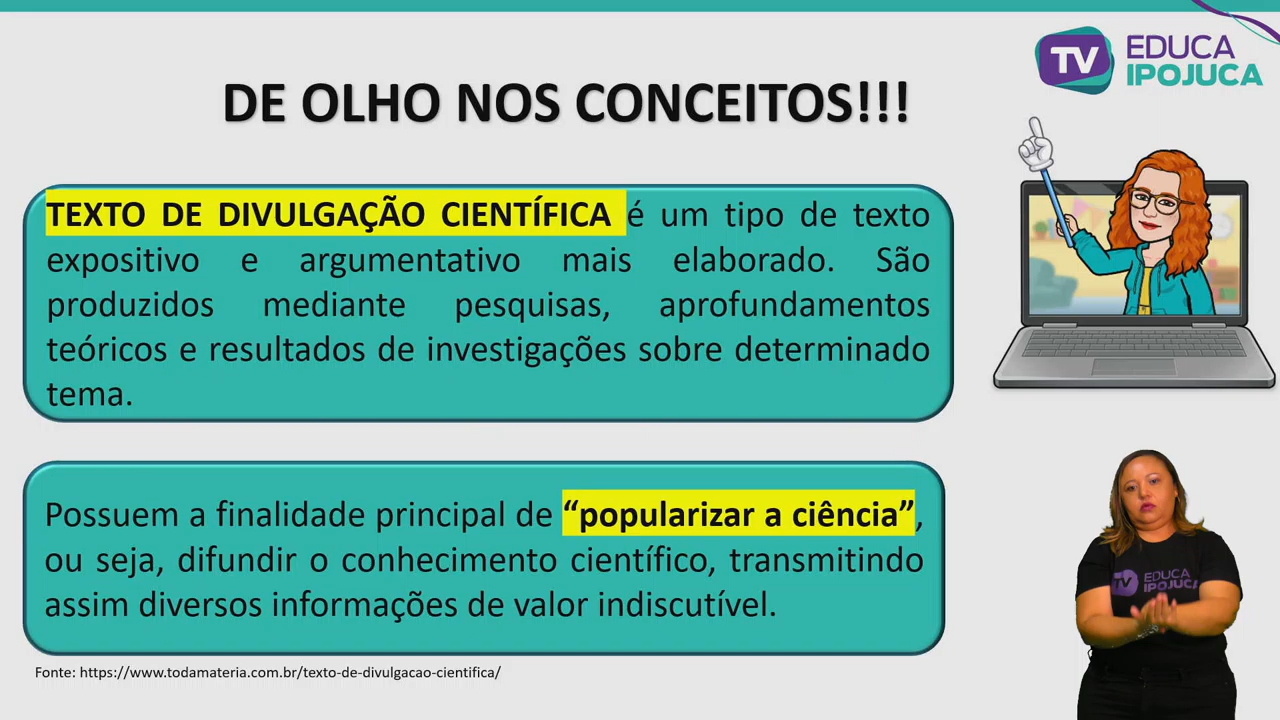 TV EDUCA
IPOJUCA
DE OLHO NOS CONCEITOS!!!
TEXTO DE DIVULGAÇÃO CIENTÍFICA é um tipo de texto
expositivo e argumentativo mais elaborado. São
produzidos mediante pesquisas, aprofundamentos
teóricos e resultados de investigações sobre determinado
tema.
Possuem a finalidade principal de “popularizar a ciência”,
ou seja, difundir o conhecimento científico, transmitindo
assim diversos informações de valor indiscutível.
TV EDUCA
IPOJUCA
Fonte: https://www.todamateria.com.br/texto-de-divulgacao-cientifica/